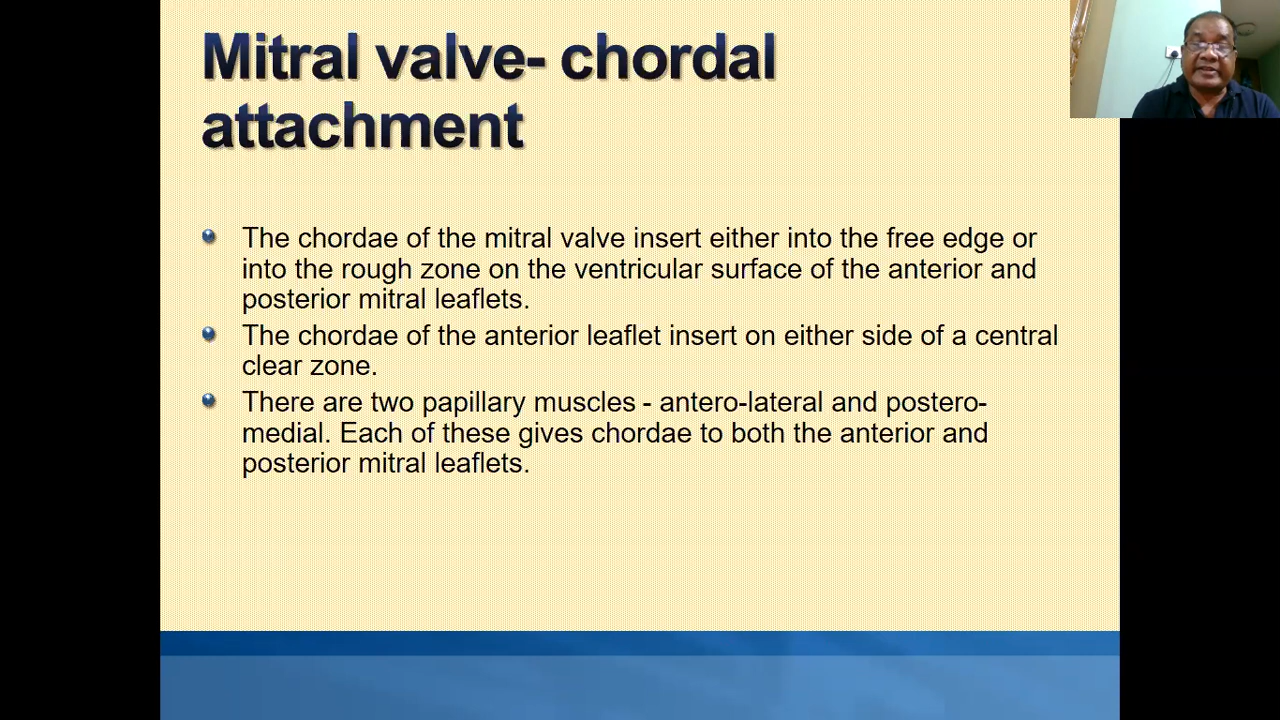 Mitral valve- chordal
attachment
The chordae of the mitral valve insert either into the free edge or
into the rough zone on the ventricular surface of the anterior and
posterior mitral leaflets.
The chordae of the anterior leaflet insert on either side of a central
clear zone.
There are two papillary muscles - antero-lateral and postero-
medial. Each of these gives chordae to both the anterior and
posterior mitral leaflets.